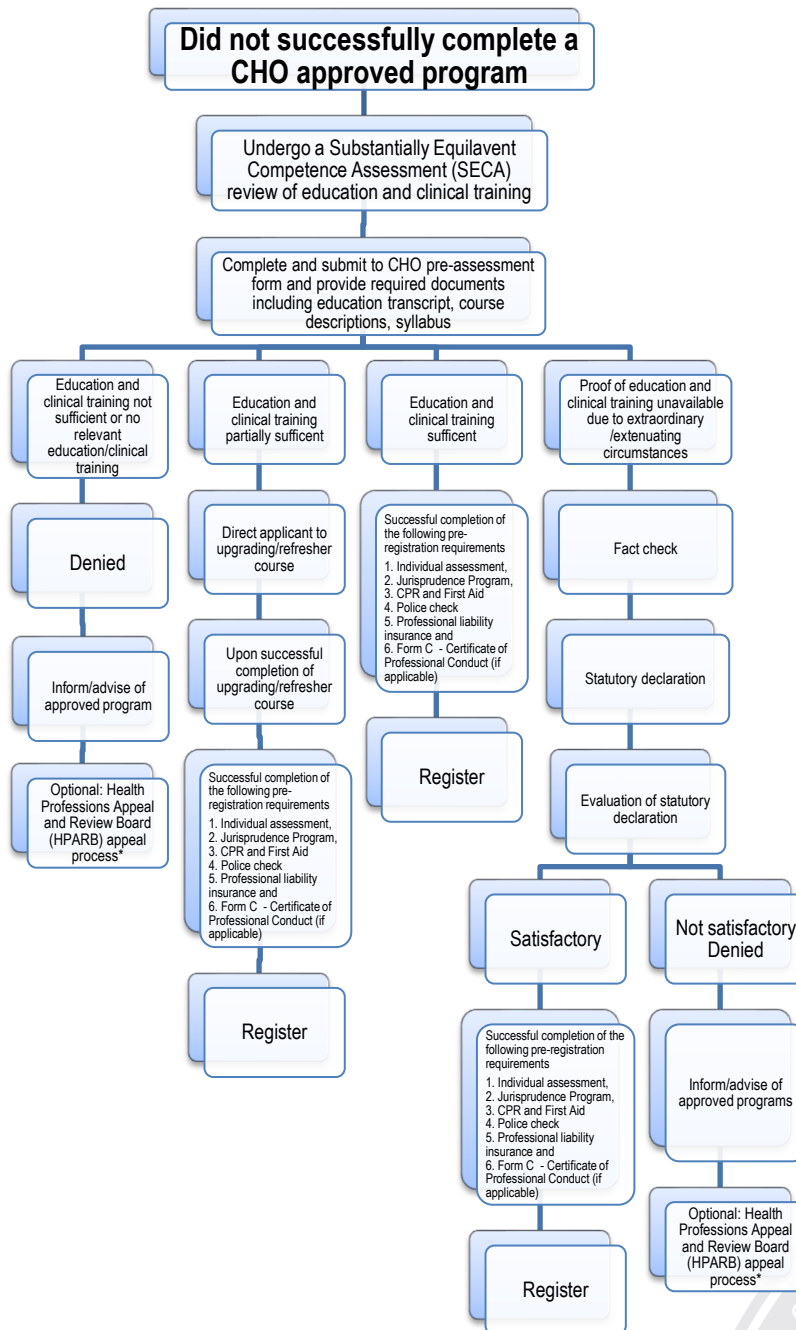 Did not successfully complete a
CHO approved program
Undergo a Substantially Equilavent
Competence Assessment (SECA)
review of education and clinical training
Complete and submit to CHO pre-assessment
form and provide required documents
including education transcript, course
descriptions, syllabus
Education and
clinical training not
sufficient or no
relevant
education/clinical
training
Denied
Inform/advise of
approved program
Optional: Health
Professions Appeal
and Review Board
(HPARB) appeal
process*
Education and
clinical training
partially sufficent
Direct applicant to
upgrading/refresher
course
Upon successful
completion of
upgrading/refresher
course
Successful completion of
the following pre-
registration requirements
1. Individual assessment,
2. Jurisprudence Program,
3. CPR and First Aid
4. Police check
5. Professional liability
insurance and
6. Form C - Certificate of
Professional Conduct (if
applicable)
Register
Education and
clinical training
sufficent
Successful completion of
the following pre-
registration requirements
1. Individual assessment,
2. Jurisprudence Program,
3. CPR and First Aid
4. Police check
5. Professional liability
insurance and
6. Form C - Certificate of
Professional Conduct (if
applicable)
Register
Proof of education and
clinical training unavailable
due to extraordinary
/extenuating
circumstances
Fact check
Statutory declaration
Evaluation of statutory
declaration
Satisfactory
Successful completion of the
following pre-registration
requirements
1. Individual assessment,
2. Jurisprudence Program,
3. CPR and First Aid
4. Police check
5. Professional liability
insurance and
6. Form C - Certificate of
Professional Conduct (if
applicable)
Register
Not satisfactory
Denied
Inform/advise of
approved programs
Optional: Health
Professions Appeal
and Review Board
(HPARB) appeal
process*